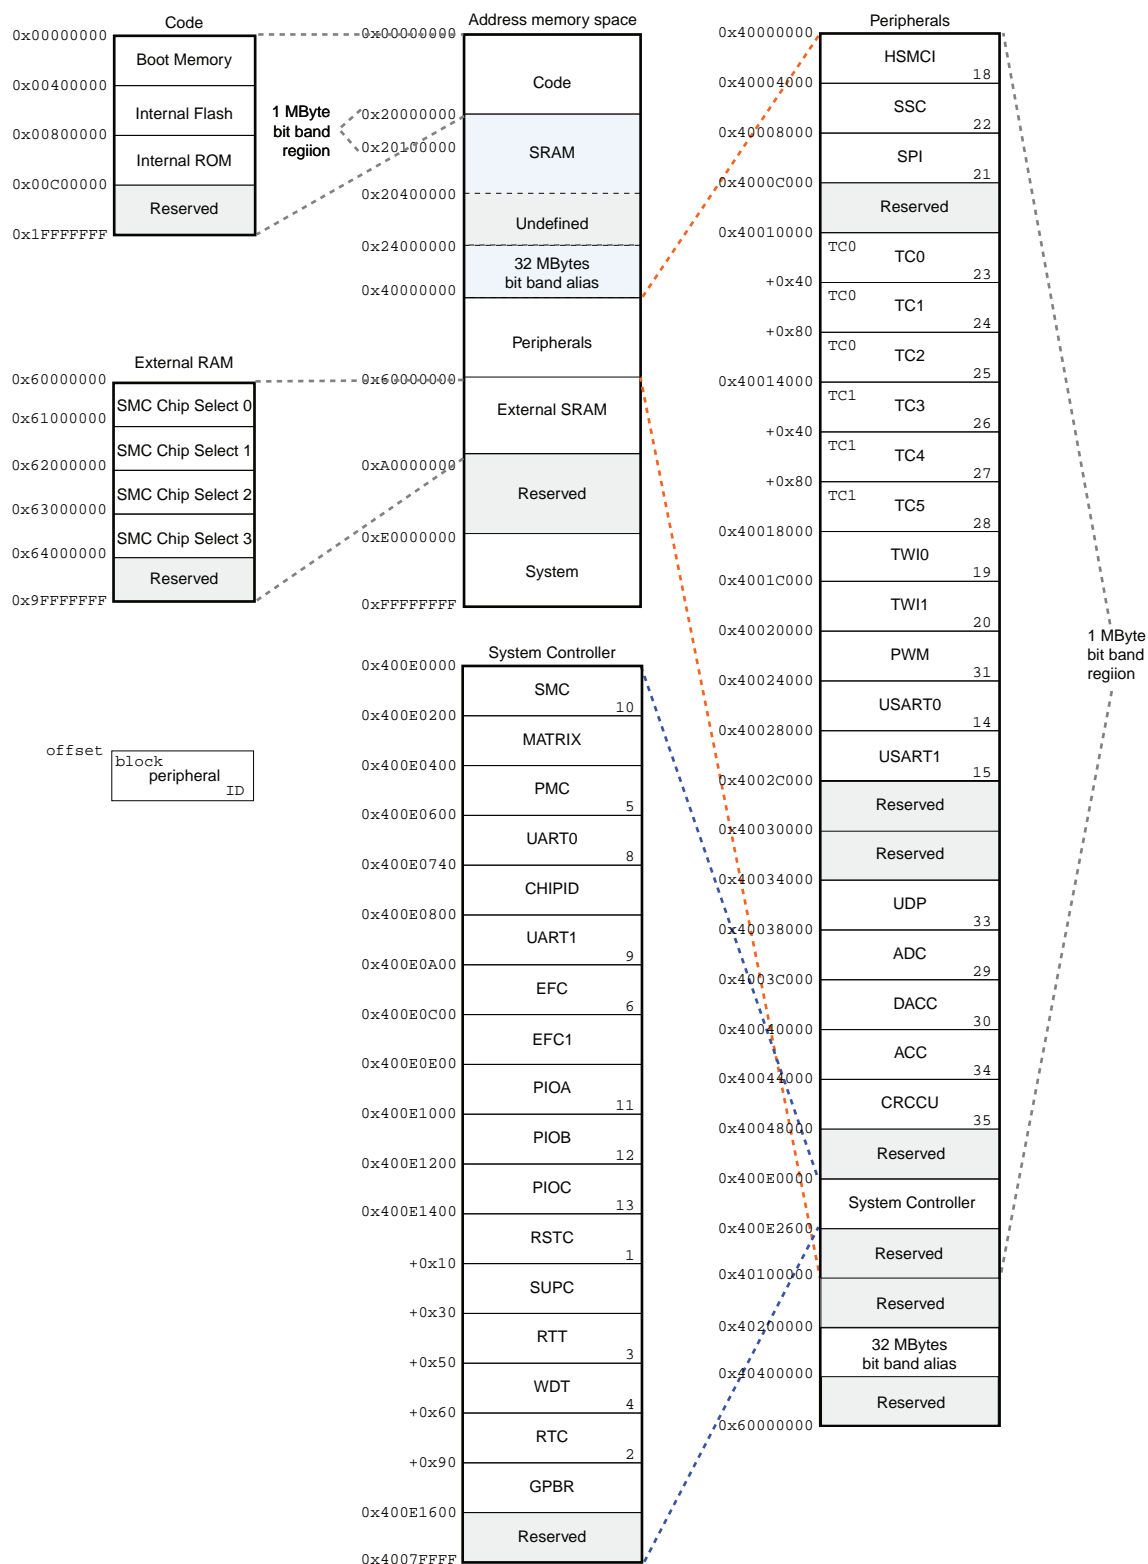 Code
0x00000000
Boot Memory
0x00400000
Internal Flash
0x00800000
Internal ROM
0x00C00000
Reserved
0x1FFFFFFF
1 MByte
bit band
regiion
External RAM
0x60000000
SMC Chip Select 0
0x61000000
SMC Chip Select 1
0x62000000
SMC Chip Select 2
0x63000000
SMC Chip Select 3
0x64000000
Reserved
0x9FFFFFFF
offset
block
peripheral
ID
Address memory space
0x00000000
Code
0x20000000
0x20100000
SRAM
0x20400000
Undefined
0x24000000
32 MBytes
bit band alias
0x40000000
Peripherals
0x60000000
External SRAM
0xA0000000
Reserved
0xE0000000
System
0xFFFFFFFF
System Controller
0x400E0000
SMC
10
0x400E0200
MATRIX
0x400E0400
PMC
5
0x400E0600
UART0
8
0x400E0740
CHIPID
0x400E0800
UART1
9
0x400E0A00
EFC
6
0x400E0C00
EFC1
0x400E0E00
PIOA
11
0x400E1000
PIOB
12
0x400E1200
PIOC
13
0x400E1400
RSTC
1
+0x10
SUPC
+0x30
RTT
3
+0x50
WDT
4
+0x60
RTC
2
+0x90
GPBR
0x400E1600
Reserved
0x4007FFFF
Peripherals
0x40000000
HSMCI
18
0x40004000
SSC
22
0x40008000
SPI
21
0x4000C000
Reserved
0x40010000
TC0
TC0
23
+0x40
TC0
TC1
24
+0x80
TC0
TC2
25
0x40014000
TC1
TC3
26
+0x40
TC1
TC4
27
+0x80
TC1
TC5
28
0x40018000
TWI0
19
0x4001C000
TWI1
20
0x40020000
PWM
31
0x40024000
USART0
14
0x40028000
USART1
15
0x4002C000
Reserved
0x40030000
Reserved
0x40034000
UDP
33
0x40038000
ADC
29
0x4003C000
DACC
30
0x40040000
ACC
34
0x40044000
CRCCU
35
0x40048000
Reserved
0x400E0000
System Controller
0x400E2600
Reserved
0x40100000
Reserved
0x40200000
32 MBytes
bit band alias
0x40400000
Reserved
0x60000000
1 MByte
bit band
regiion